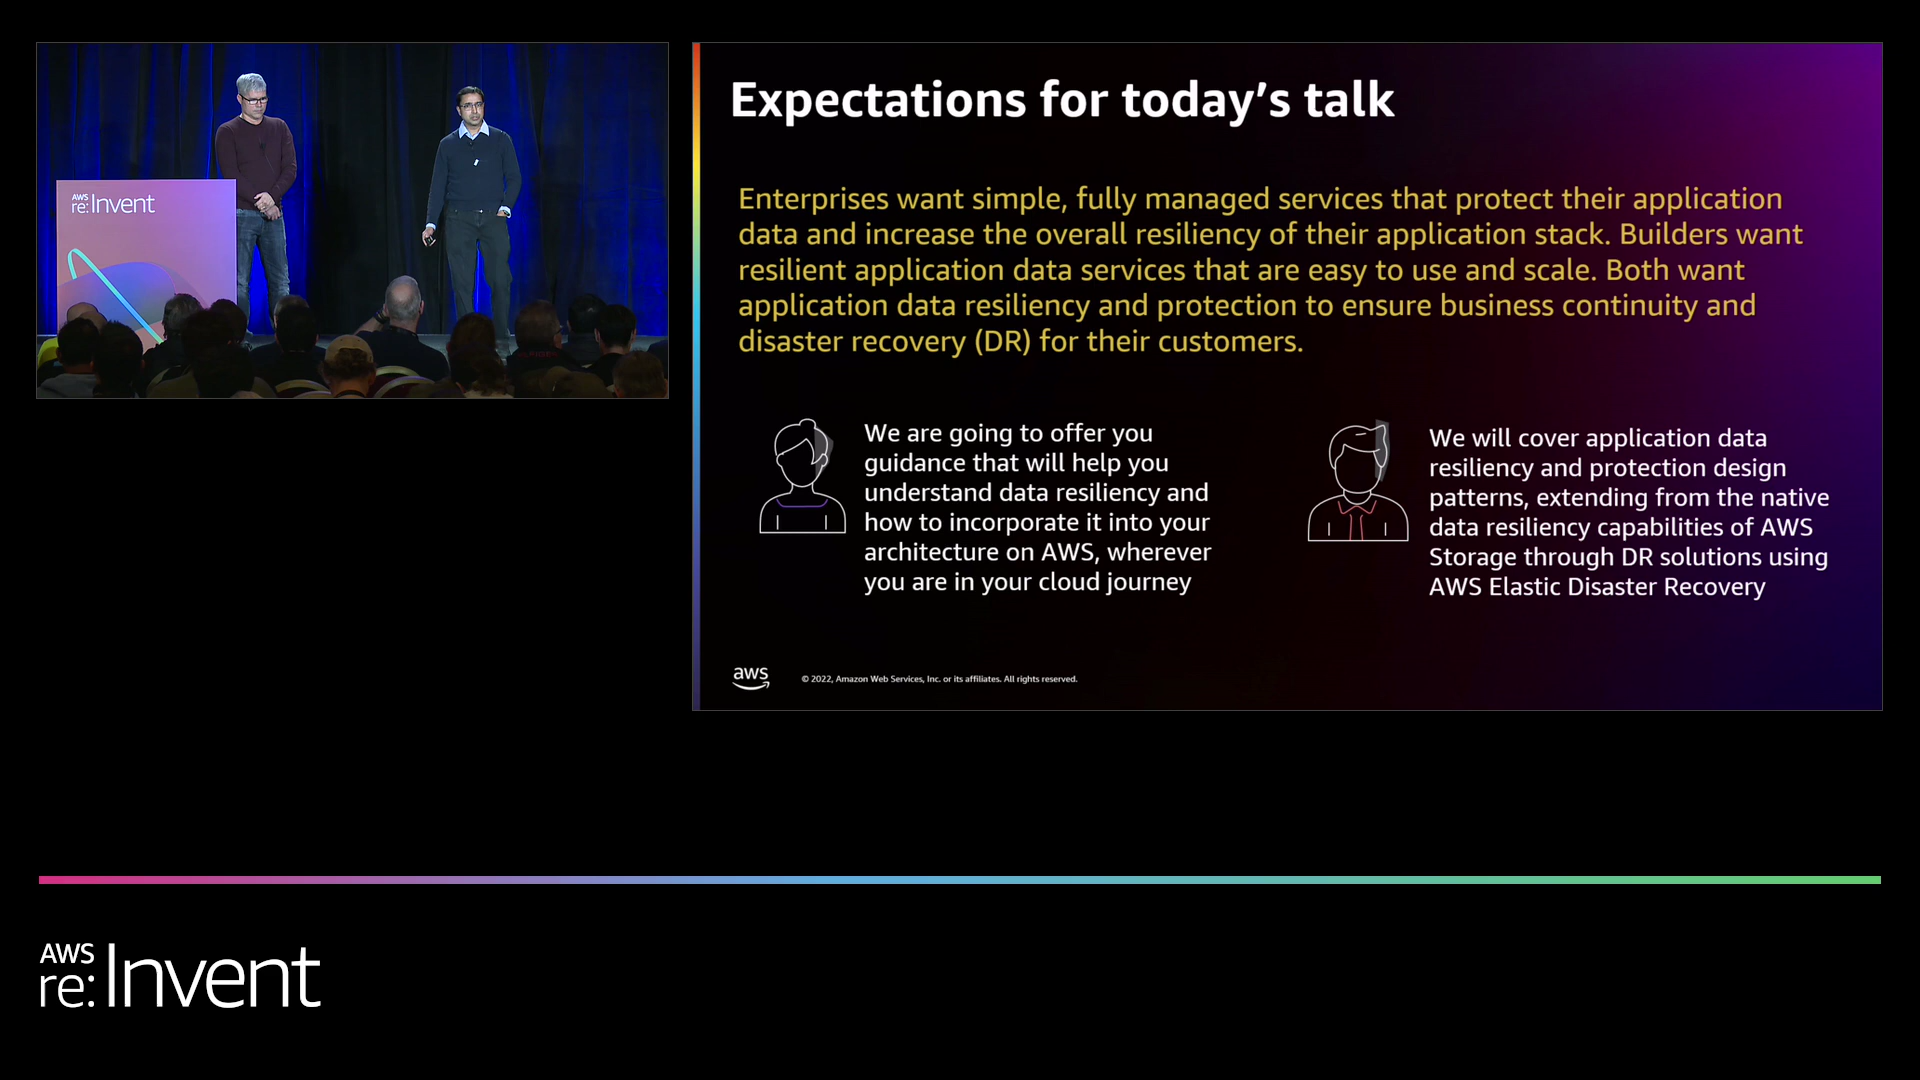 AWS
re:Invent
Expectations for today's talk
Enterprises want simple, fully managed services that protect their application
data and increase the overall resiliency of their application stack. Builders want
resilient application data services that are easy to use and scale. Both want
application data resiliency and protection to ensure business continuity and
disaster recovery (DR) for their customers.
We are going to offer you
guidance that will help you
understand data resiliency and
how to incorporate it into your
architecture on AWS, wherever
you are in your cloud journey
We will cover application data
resiliency and protection design
patterns, extending from the native
data resiliency capabilities of AWS
Storage through DR solutions using
AWS Elastic Disaster Recovery
aws
© 2022, Amazon Web Services, Inc. or its affiliates. All rights reserved.
AWS
re:Invent